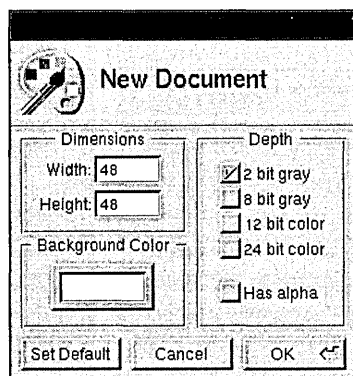 New Document
Dimensions
Width: 48
Height: 48
Background Color
Depth
2 bit gray
8 bit gray
12 bit color
24 bit color
Has alpha
Set Default
Cancel
OK